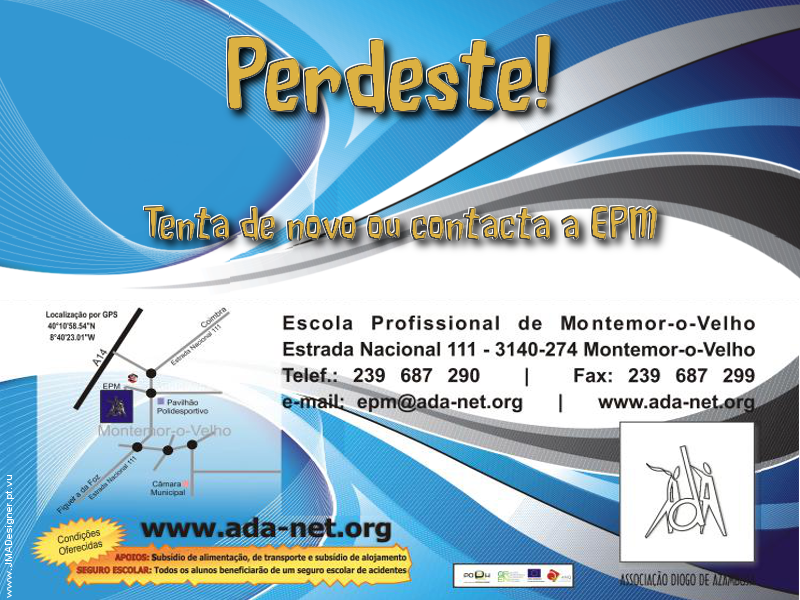 Perdeste!
Tenta de novo ou contacta a EPM
Localização por GPS
40°10'58.54"N
8°40'23.01"W
Coimbra
Estrada Nacional 111
A14
EPM
Pavilhão
Polidesportivo
Montemor-o-Velho
Figueira da Foz
Estrada Nacional 111
Câmara
Municipal
Escola Profissional de Montemor-o-Velho
Estrada Nacional 111 - 3140-274 Montemor-o-Velho
Telef.: 239 687 290 | Fax: 239 687 299
e-mail: epm@ada-net.org | www.ada-net.org
www.ada-net.org
Condições
Oferecidas
APOIOS: Subsídio de alimentação, de transporte e subsídio de alojamento
SEGURO ESCOLAR: Todos os alunos beneficiarão de um seguro escolar de acidentes
ASSOCIAÇÃO DIOGO DE AZAMBUJA
www.JMADesigner.pt.vu